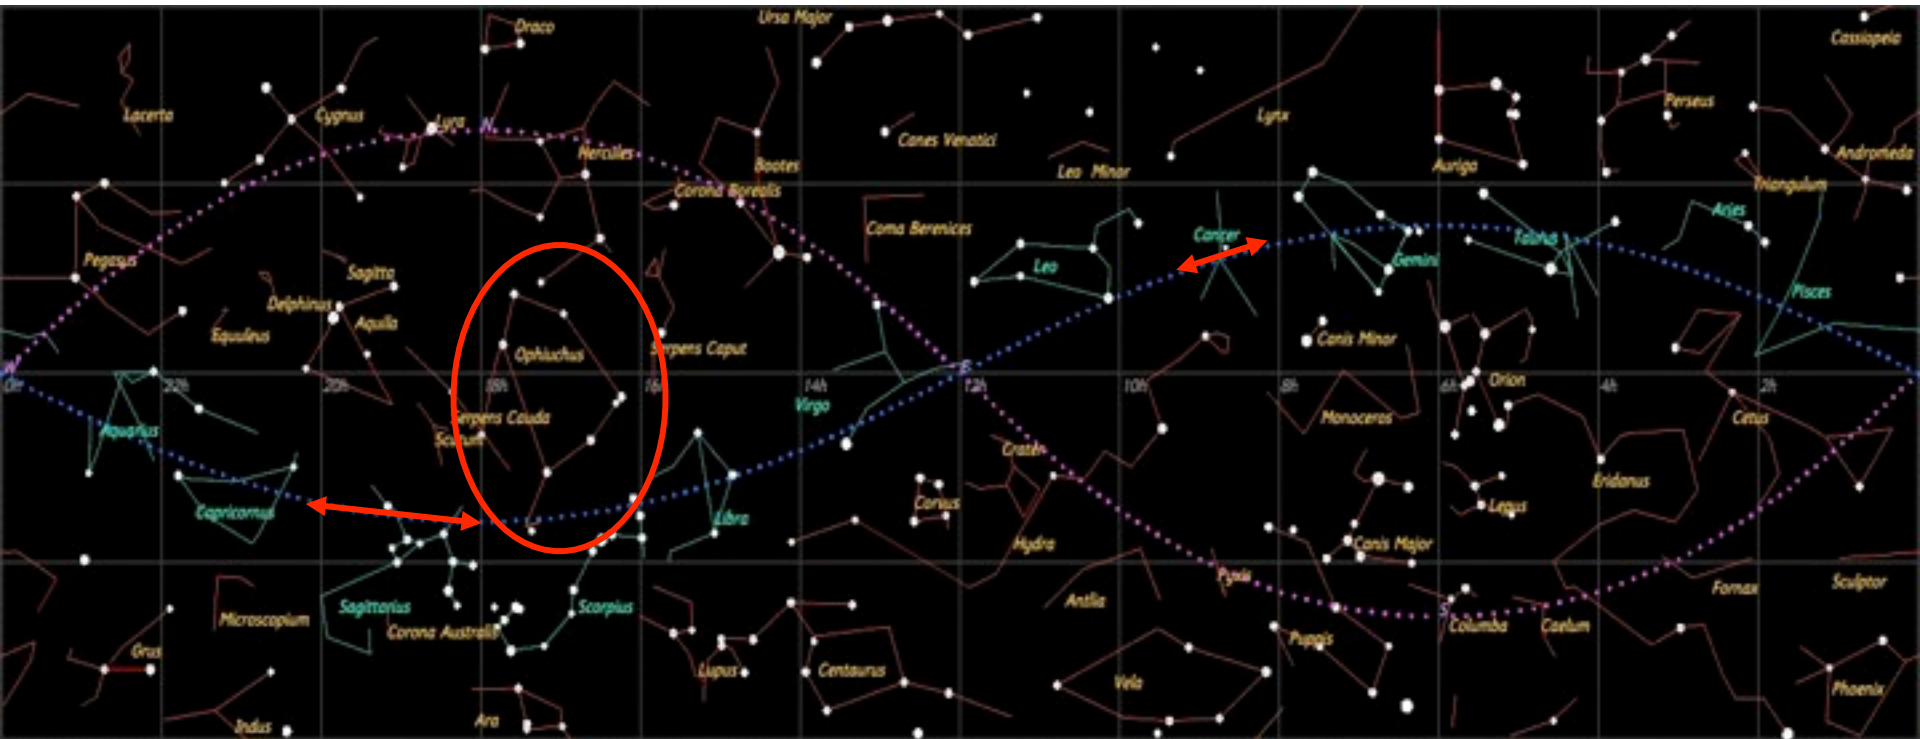 Draco
Ursa Major
Cassiopeia
Lacerta
Cygnus
Lyra
N
Hercules
Bootes
Canes Venatici
Lynx
Perseus
Auriga
Andromeda
Leo Minor
Corona Borealis
Triangulum
Aries
Coma Berenices
Cancer
Taurus
Pegasus
Sagitta
Leo
Gemini
Pisces
Delphinus
Aquila
Equuleus
Ophiuchus
Serpens Caput
Canis Minor
W
E
0h
22h
20h
18h
16h
14h
12h
10h
8h
6h
4h
2h
Orion
Virgo
Monoceros
Cetus
Aquarius
Serpens Cauda
Scutum
Crater
Capricornus
Libra
Corvus
Lepus
Eridanus
Hydra
Canis Major
Pyxis
Fornax
Sculptor
Microscopium
Sagittarius
Scorpius
Antlia
Corona Australi
S
Columba
Caelum
Grus
Lupus
Centaurus
Vela
Puppis
Phoenix
Indus
Ara